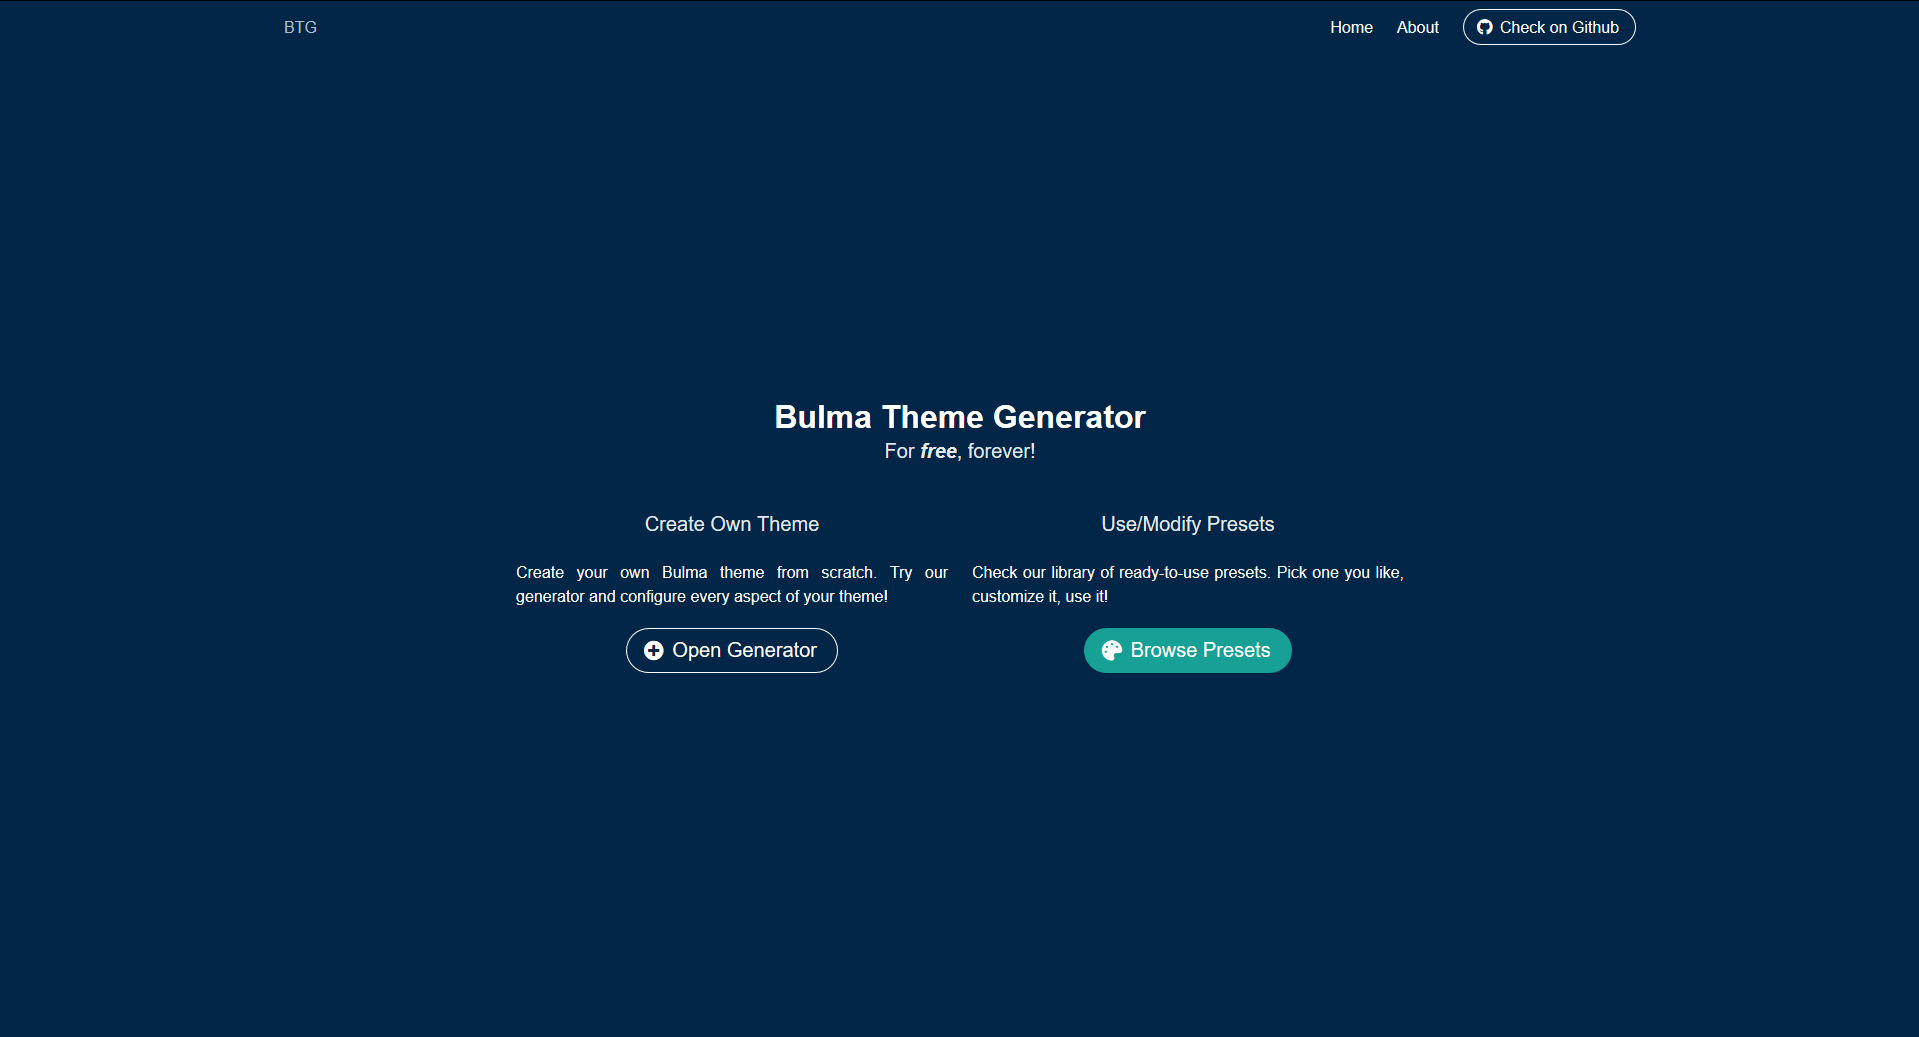 BTG
Home
About
Check on Github
Bulma Theme Generator
For free, forever!
Create Own Theme
Create your own Bulma theme from scratch. Try our
generator and configure every aspect of your theme!
Open Generator
Use/Modify Presets
Check our library of ready-to-use presets. Pick one you like,
customize it, use it!
Browse Presets